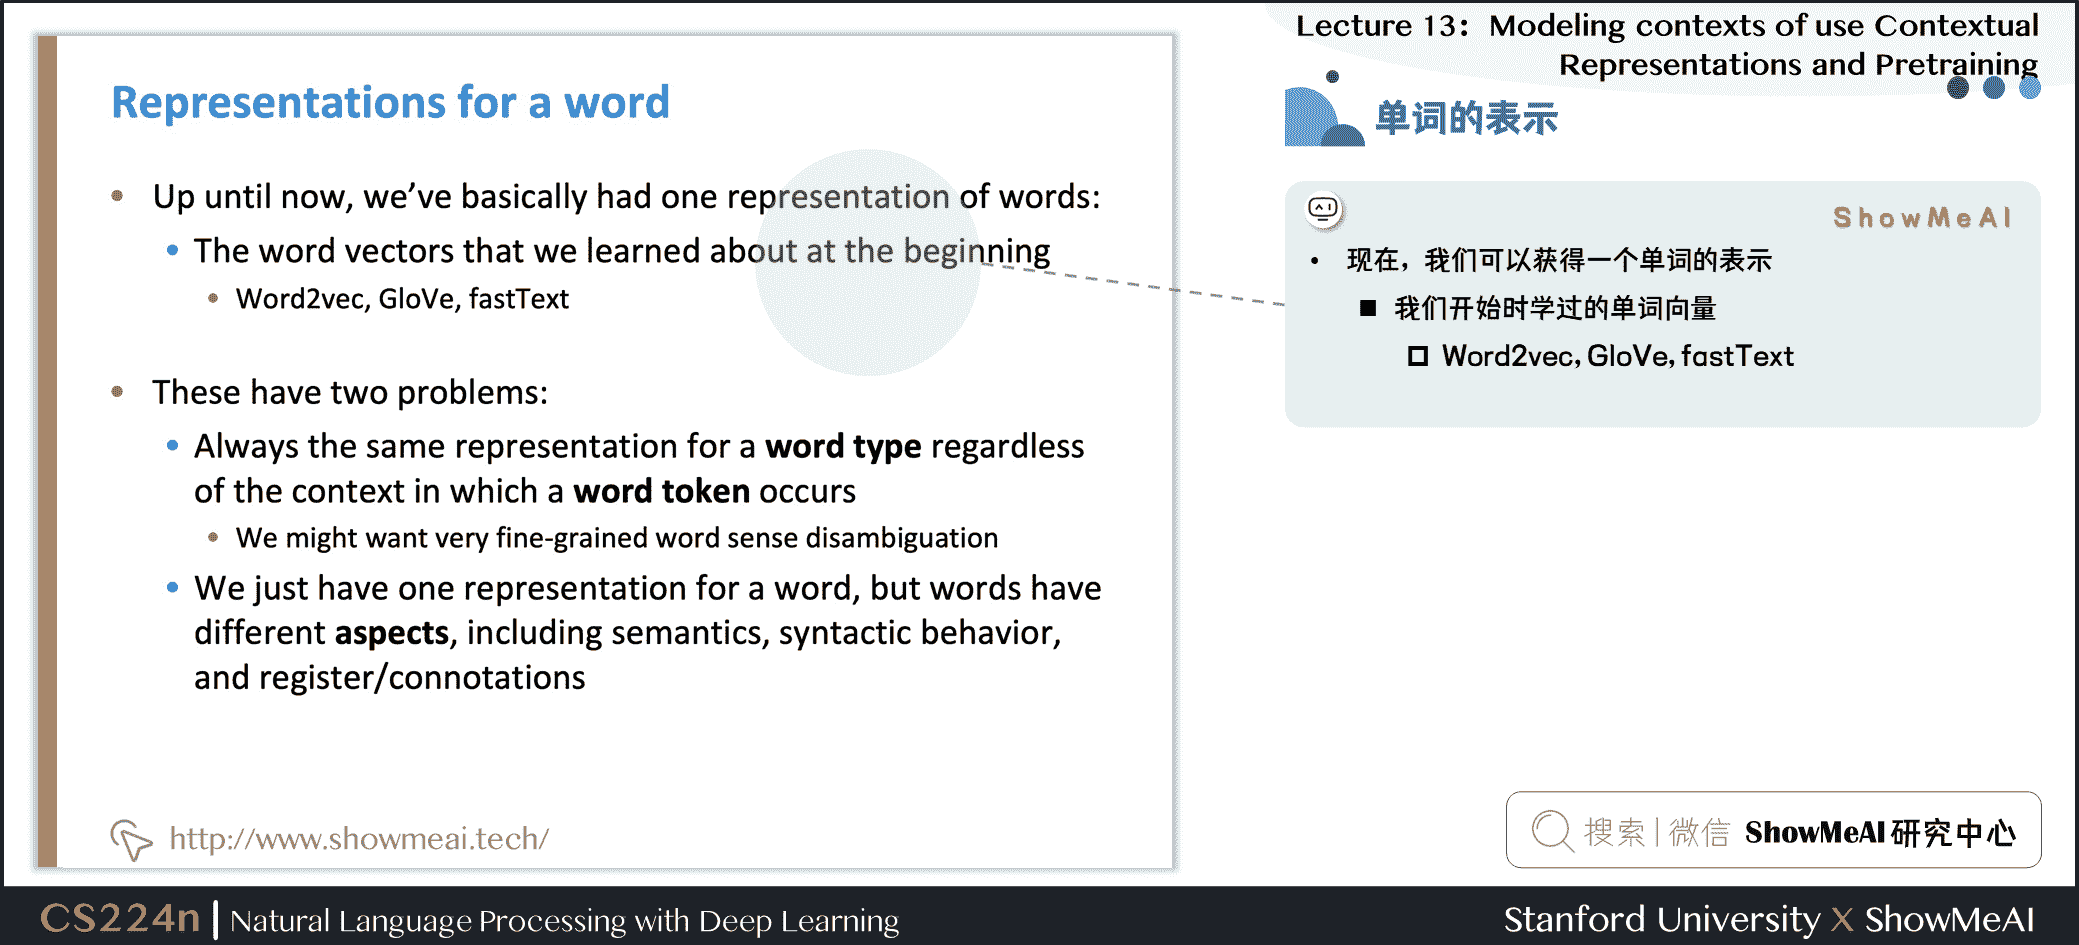 Lecture 13: Modeling contexts of use Contextual
Representations and Pretraining
Representations for a word
• Up until now, we’ve basically had one representation of words:
• The word vectors that we learned about at the beginning
• Word2vec, GloVe, fastText
• These have two problems:
• Always the same representation for a word type regardless
of the context in which a word token occurs
• We might want very fine-grained word sense disambiguation
• We just have one representation for a word, but words have
different aspects, including semantics, syntactic behavior,
and register/connotations
http://www.showmeai.tech/
单词的表示
ShowMeAI
• 现在，我们可以获得一个单词的表示
■ 我们开始时学过的单词向量
□ Word2vec, GloVe, fastText
搜索|微信 ShowMeAI研究中心
CS224n | Natural Language Processing with Deep Learning
Stanford University X ShowMeAI